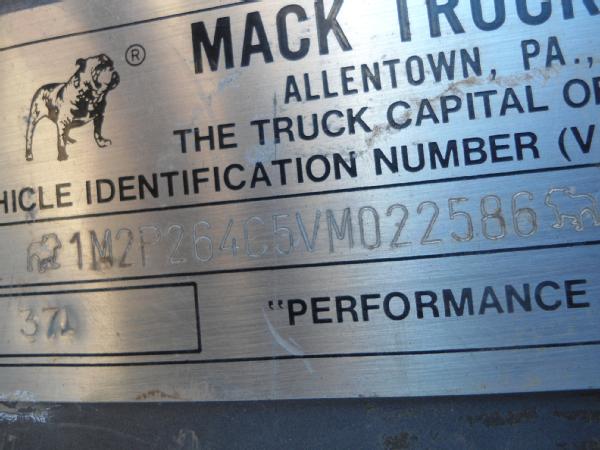 ® MACK TRUCK
ALLENTOWN, PA.,
THE TRUCK CAPITAL OF
HICLE IDENTIFICATION NUMBER (V
1M2P264C5VM022586
37
"PERFORMANCE